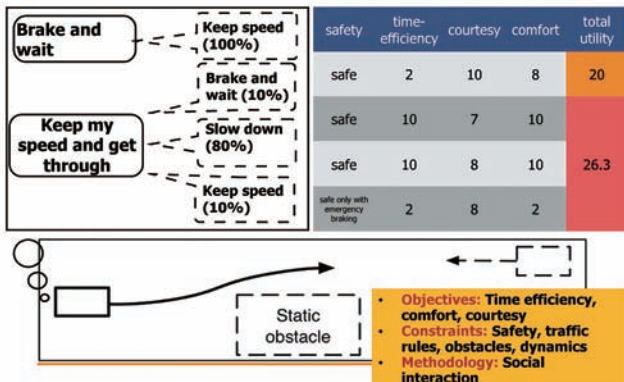 Brake and
wait
Keep speed
(100%)
Brake and
wait (10%)
Keep my
speed and get
through
Slow down
(80%)
Keep speed
(10%)
safety time-
efficiency courtesy comfort total
utility
safe 2 10 8 20
safe 10 7 10
safe 10 8 10 26.3
safe only with
emergency
braking 2 8 2
Static
obstacle
• Objectives: Time efficiency,
comfort, courtesy
• Constraints: Safety, traffic
rules, obstacles, dynamics
• Methodology: Social
interaction